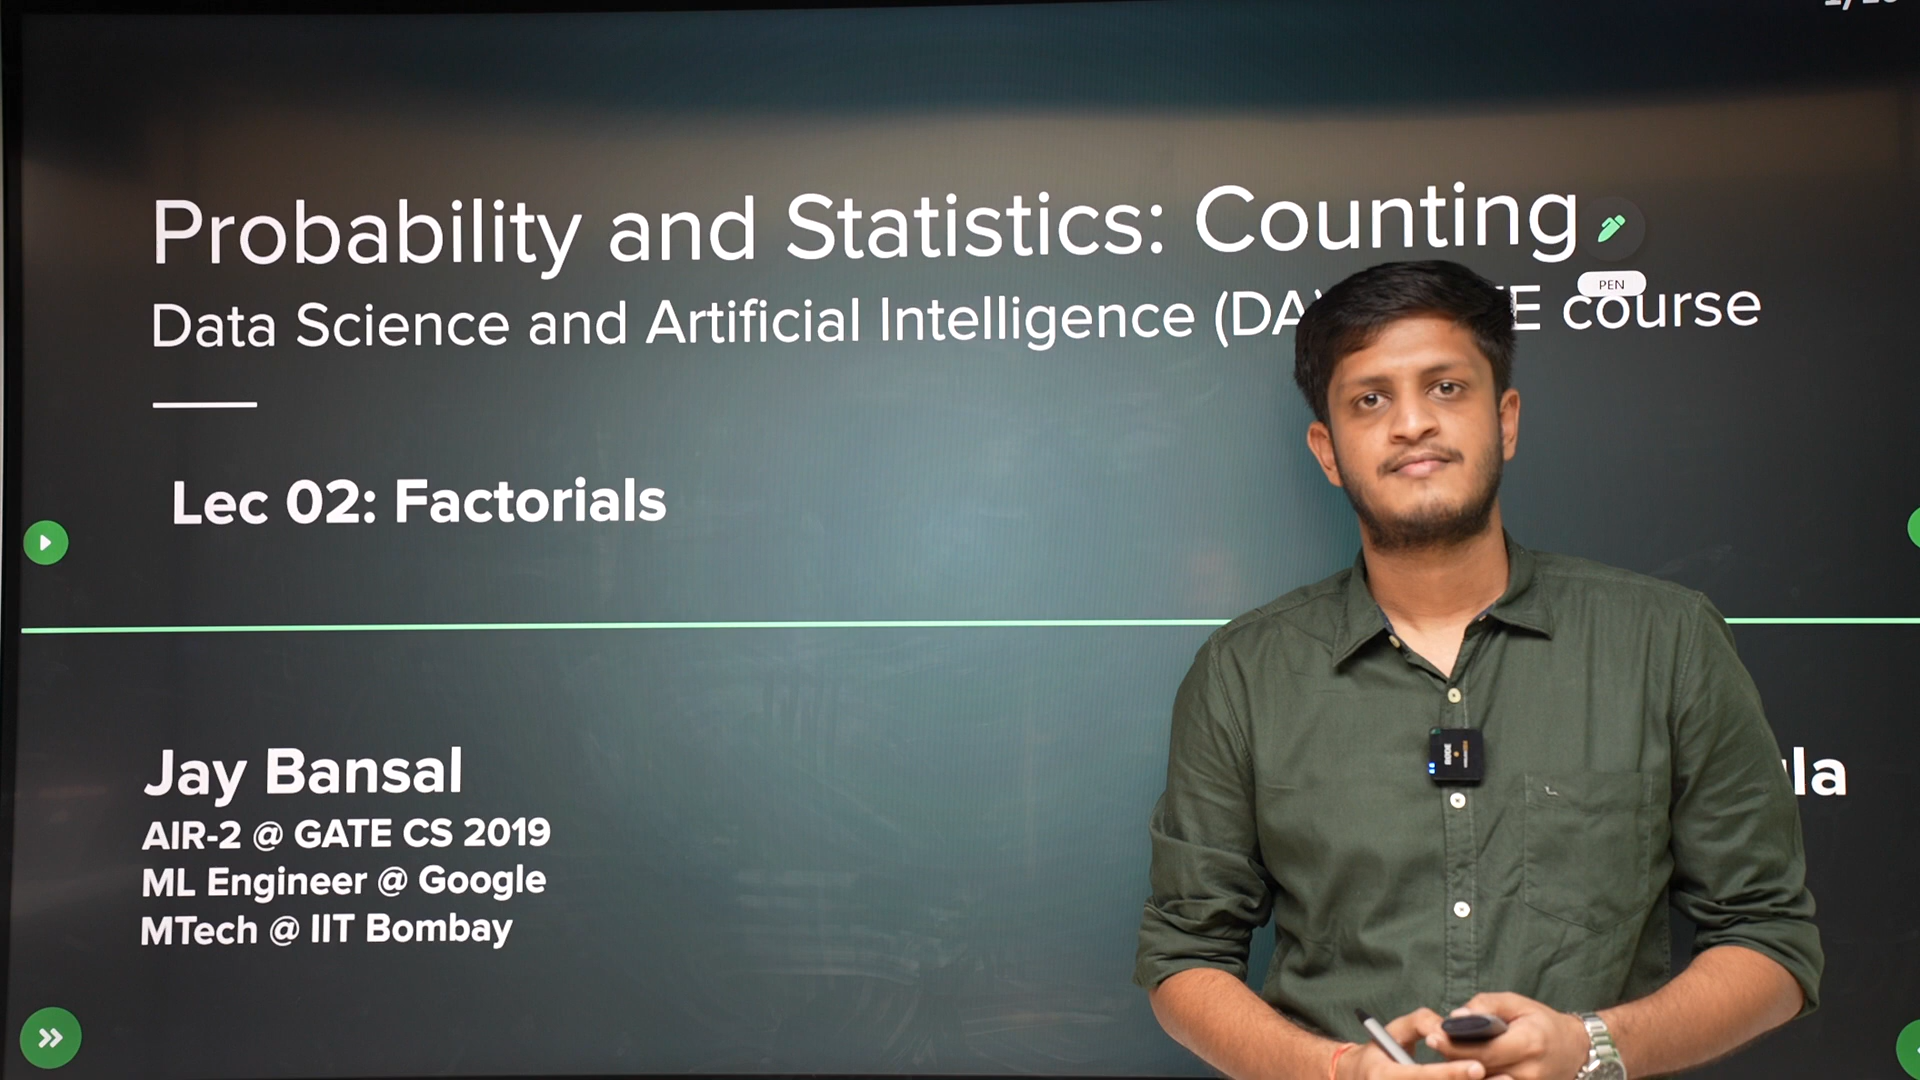 Probability and Statistics: Counting
PEN
Data Science and Artificial Intelligence (DA) course
Lec 02: Factorials
Jay Bansal
AIR-2 @ GATE CS 2019
ML Engineer @ Google
MTech @ IIT Bombay
RODE